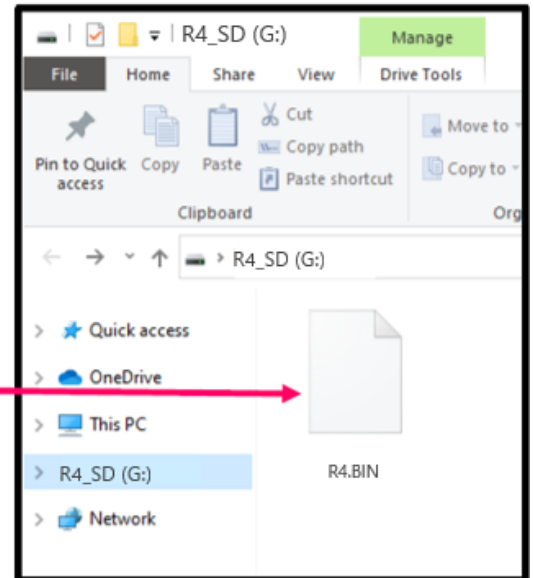 R4_SD (G:)
Manage
File Home Share View Drive Tools
Pin to Quick access
Copy
Paste
Cut
Copy path
Paste shortcut
Move to
Copy to
Clipboard
Org
R4_SD (G:)
Quick access
OneDrive
This PC
R4_SD (G:)
Network
R4.BIN